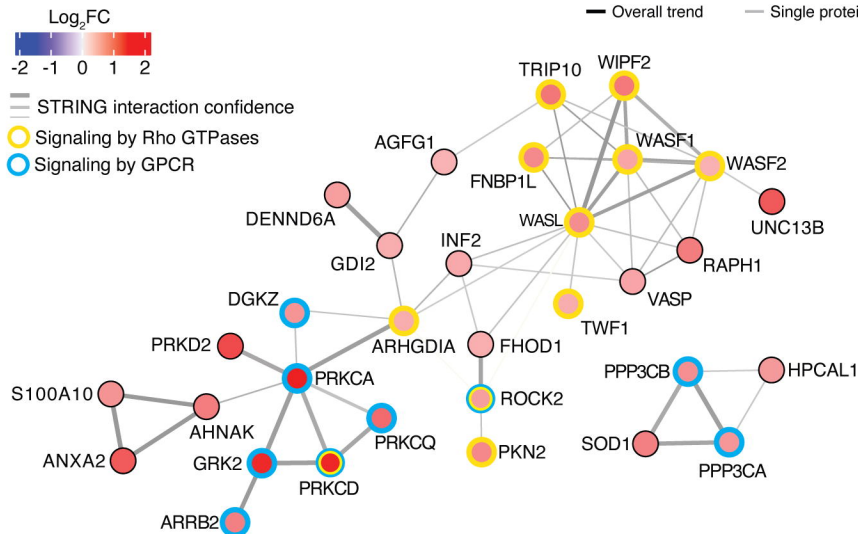 Log2FC
-2 -1 0 1 2
STRING interaction confidence
Signaling by Rho GTPases
Signaling by GPCR
Overall trend
Single protei
TRIP10
WIPF2
AGFG1
WASF1
WASF2
FNBP1L
DENND6A
WASL
UNC13B
GDI2
INF2
RAPH1
DGKZ
VASP
TWF1
PRKD2
ARHGDIA
FHOD1
PRKCA
PPP3CB
HPCAL1
S100A10
ROCK2
AHNAK
PRKCQ
SOD1
ANXA2
GRK2
PKN2
PPP3CA
PRKCD
ARRB2